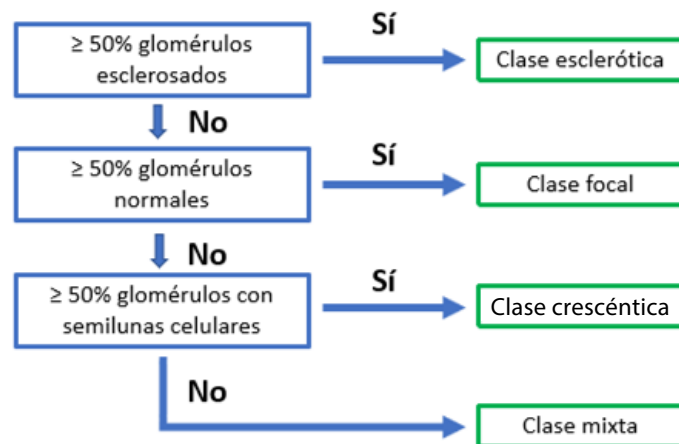 ≥ 50% glomérulos
esclerosados
Sí
Clase esclerótica
No
≥ 50% glomérulos
normales
Sí
Clase focal
No
≥ 50% glomérulos con
semilunas celulares
Sí
Clase crescéntica
No
Clase mixta